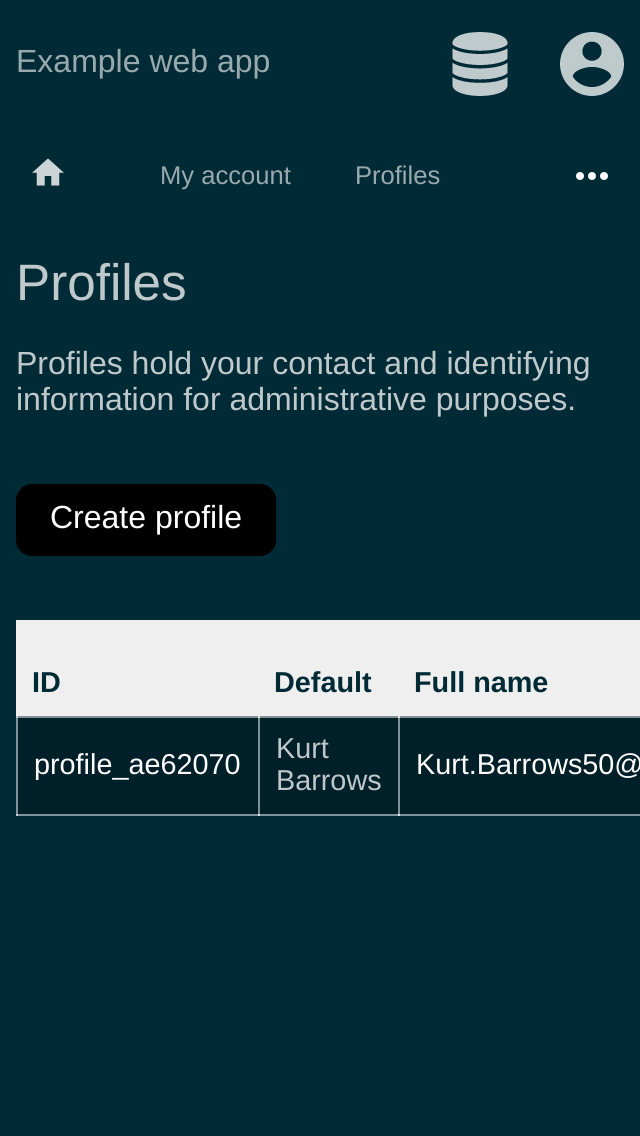 Example web app
My account Profiles
Profiles
Profiles hold your contact and identifying
information for administrative purposes.
Create profile
ID Default Full name
profile_ae62070 Kurt Barrows Kurt.Barrows50@